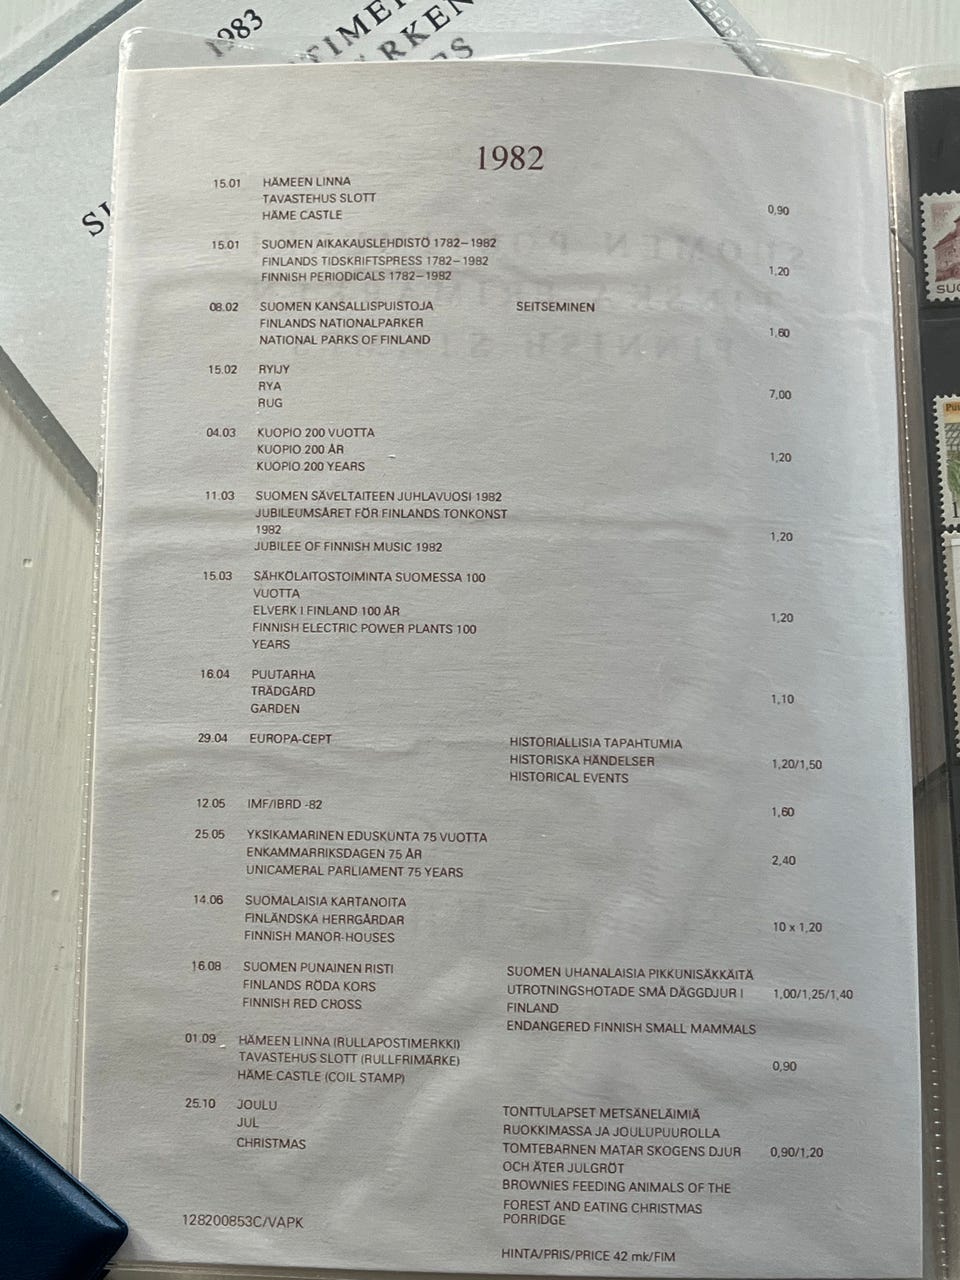 1983
1982
15.01 HÄMEEN LINNA
TAVASTEHUS SLOTT
HÄME CASTLE 0,90
15.01 SUOMEN AIKAKAUSLEHDISTÖ 1782–1982
FINLANDS TIDSKRIFTSPRESS 1782–1982
FINNISH PERIODICALS 1782–1982 1,20
08.02 SUOMEN KANSALLISPUISTOJA SEITSEMINEN
FINLANDS NATIONALPARKER
NATIONAL PARKS OF FINLAND 1,60
15.02 RYIJY
RYA
RUG 7,00
04.03 KUOPIO 200 VUOTTA
KUOPIO 200 ÅR
KUOPIO 200 YEARS 1,20
11.03 SUOMEN SÄVELTAITEEN JUHLAVUOSI 1982
JUBILEUMSÅRET FÖR FINLANDS TONKONST
1982
JUBILEE OF FINNISH MUSIC 1982 1,20
15.03 SÄHKÖLAITOSTOIMINTA SUOMESSA 100
VUOTTA
ELVERK I FINLAND 100 ÅR
FINNISH ELECTRIC POWER PLANTS 100 1,20
YEARS
16.04 PUUTARHA
TRÄDGÅRD
GARDEN 1,10
29.04 EUROPA-CEPT HISTORIALLISIA TAPAHTUMIA
HISTORISKA HÄNDELSER 1,20/1,50
HISTORICAL EVENTS
12.05 IMF/IBRD -82 1,60
25.05 YKSIKAMARINEN EDUSKUNTA 75 VUOTTA
ENKAMMARRIKSDAGEN 75 ÅR 2,40
UNICAMERAL PARLIAMENT 75 YEARS
14.06 SUOMALAISIA KARTANOITA
FINLÄNDSKA HERRGÅRDAR
FINNISH MANOR-HOUSES 10 x 1,20
16.08 SUOMEN PUNAINEN RISTI SUOMEN UHANALAISIA PIKKUNISÄKKÄITÄ
FINLANDS RÖDA KORS UTROTNINGSHOTADE SMÅ DÄGGDJUR I 1,00/1,25/1,40
FINNISH RED CROSS FINLAND
ENDANGERED FINNISH SMALL MAMMALS
01.09 HÄMEEN LINNA (RULLAPOSTIMERKKI)
TAVASTEHUS SLOTT (RULLFRIMÄRKE)
HÄME CASTLE (COIL STAMP) 0,90
25.10 JOULU TONTTULAPSET METSÄNELÄIMIÄ
JUL RUOKKIMASSA JA JOULUPUUROLLA
CHRISTMAS TOMTEBARNEN MATAR SKOGENS DJUR 0,90/1,20
OCH ÄTER JULGRÖT
BROWNIES FEEDING ANIMALS OF THE
FOREST AND EATING CHRISTMAS
PORRIDGE
128200853C/VAPK
HINTA/PRIS/PRICE 42 mk/FIM